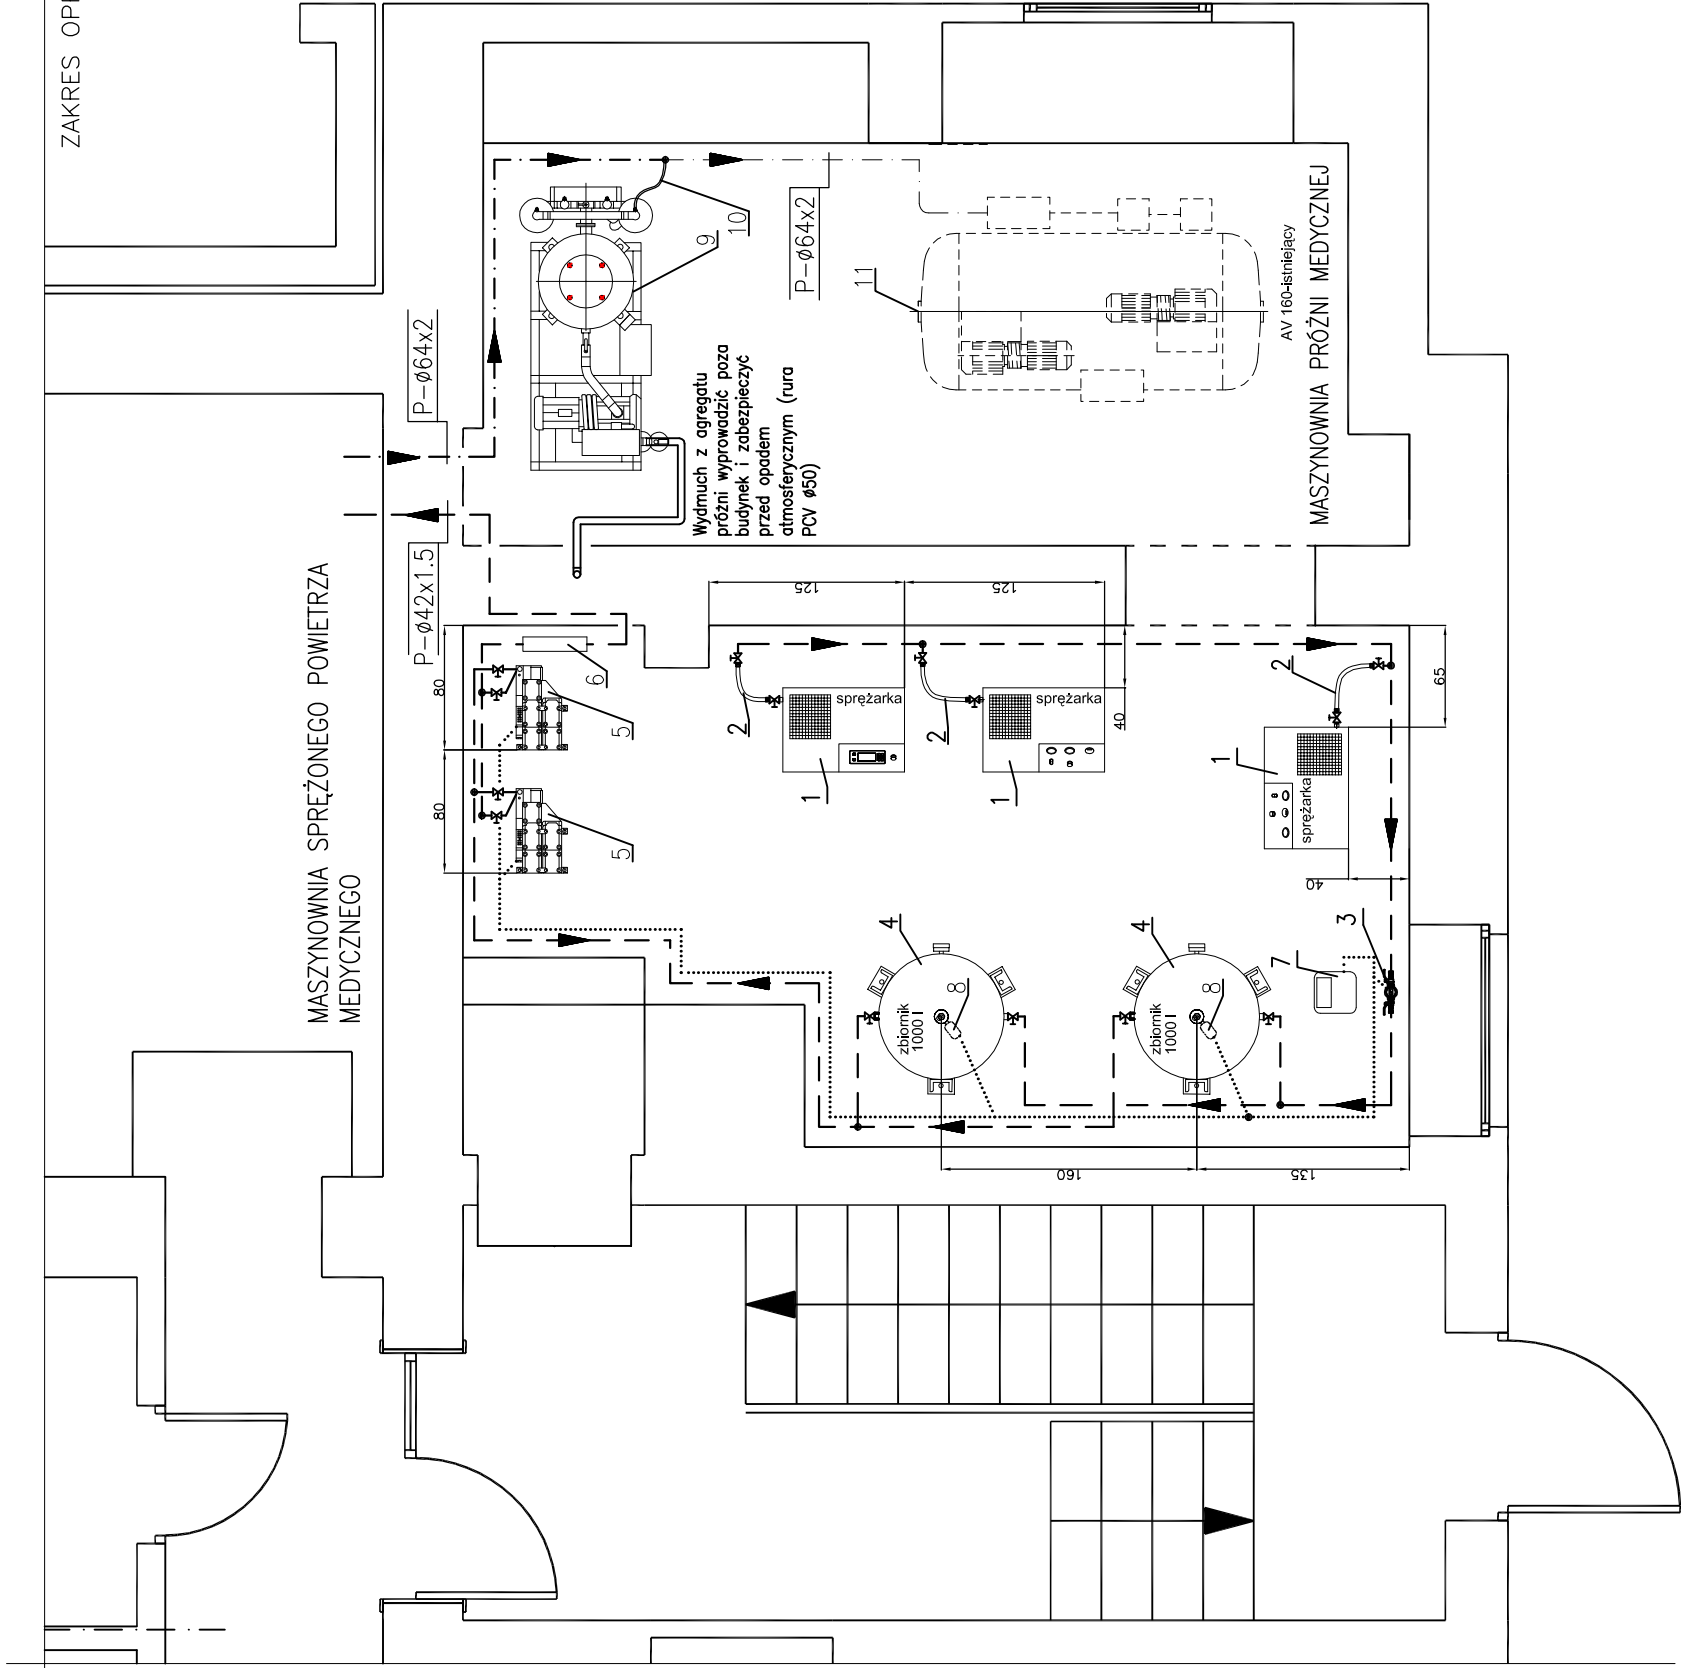 ZAKRES
MASZYNOWNIA SPRĘŻONEGO POWIETRZA
MEDYCZNEGO
P-ø42x1.5
P-ø64x2
Wydmuch z agregatu
próżni wyprowadzić poza
budynek i zabezpieczyć
przed opadem
atmosferycznym (rura
PCV ø50)
9
10
P-ø64x2
11
AV 160-istniejący
MASZYNOWNIA PRÓŻNI MEDYCZNEJ
80
80
5
5
6
125
125
2
sprężarka
1
2
sprężarka
1
40
2
65
1
sprężarka
40
4
zbiornik
1000 l
8
4
zbiornik
1000 l
8
7
3
160
135